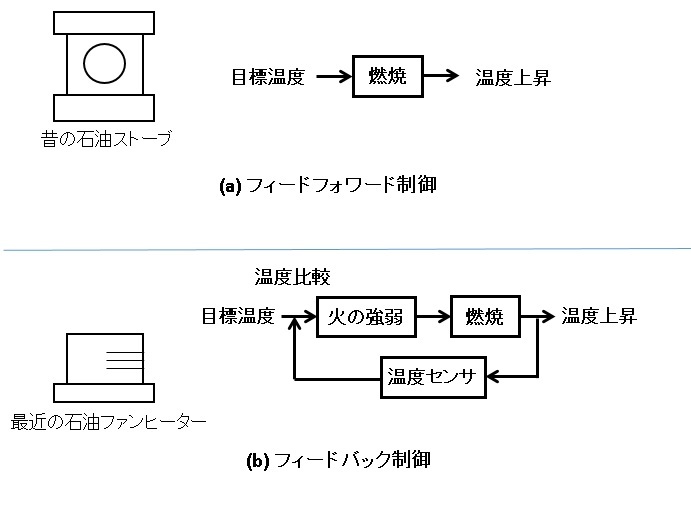 目標温度
燃焼
温度上昇
昔の石油ストーブ
(a) フィードフォワード制御
温度比較
目標温度
火の強弱
燃焼
温度上昇
温度センサ
最近の石油ファンヒーター
(b) フィードバック制御